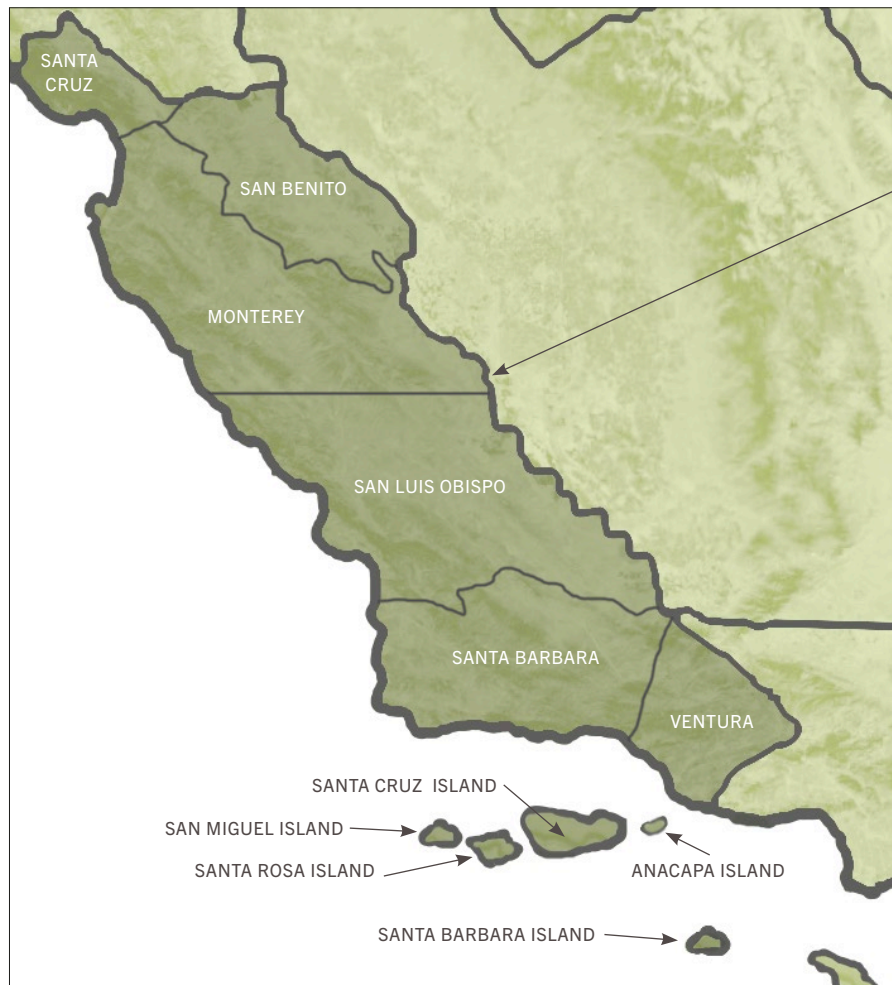 SANTA
CRUZ
SAN BENITO
MONTEREY
SAN LUIS OBISPO
SANTA BARBARA
VENTURA
SANTA CRUZ ISLAND
SAN MIGUEL ISLAND
SANTA ROSA ISLAND
ANACAPA ISLAND
SANTA BARBARA ISLAND